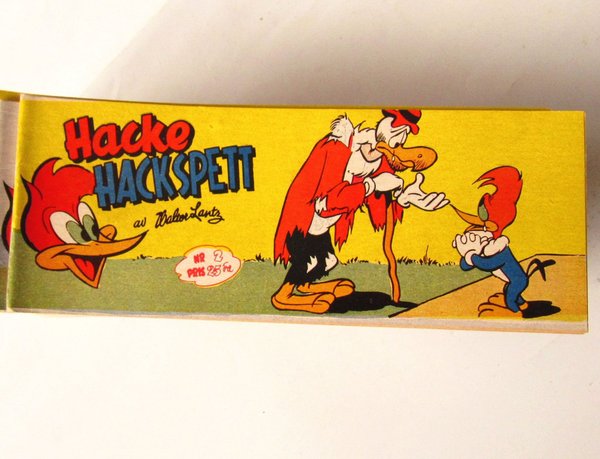 Hacke
HACKSPETT
av Walter Lantz
NR 2
PRIS 25 ÖRE